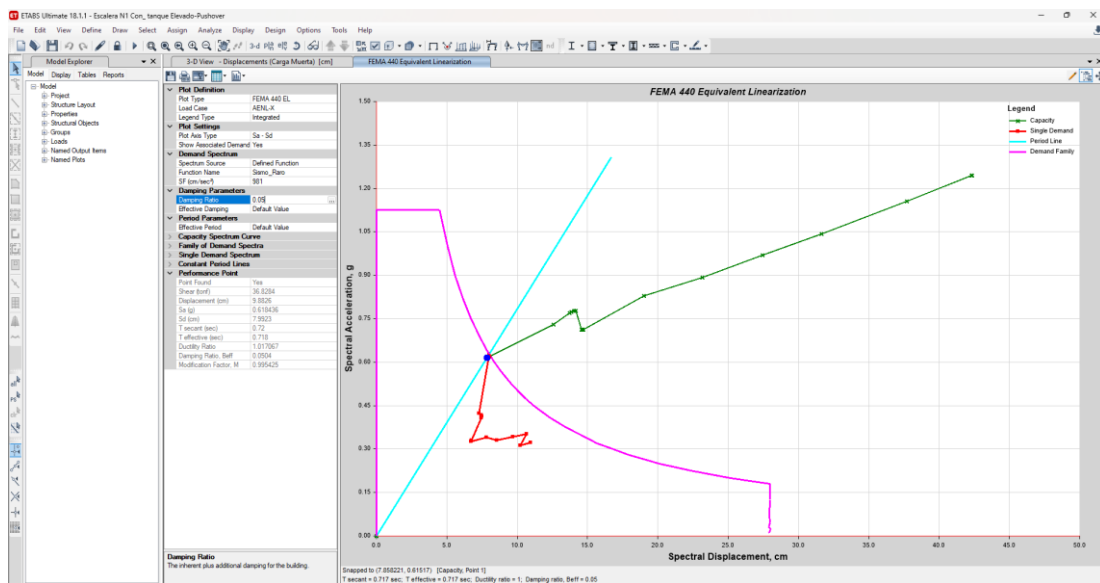 ETABS Ultimate 18.1.1 - Escalera N1 Con_ tanque Elevado-Pushover
File Edit View Define Draw Select Assign Analyze Display Design Options Tools Help
Model Explorer
3-D View - Displacements (Carga Muerta) [cm]
FEMA 440 Equivalent Linearization
Model Display Tables Reports
Model
Project
Structure Layout
Properties
Structural Objects
Groups
Loads
Named Output Items
Named Plots
Plot Definition
Plot Type FEMA 440 EL
Load Case AENL-X
Legend Type Integrated
Plot Settings
Plot Axis Type Sa - Sd
Show Associated Demand Yes
Demand Spectrum
Spectrum Source Defined Function
Function Name Sismo_Raro
SF (cm/sec²) 981
Damping Parameters
Damping Ratio 0.05
Effective Damping Default Value
Period Parameters
Effective Period Default Value
Capacity Spectrum Curve
Family of Demand Spectra
Single Demand Spectrum
Constant Period Lines
Performance Point
Point Found Yes
Shear (tonf) 36.8284
Displacement (cm) 9.8826
Sa (g) 0.618436
Sd (cm) 7.9923
T secant (sec) 0.72
T effective (sec) 0.718
Ductility Ratio 1.017067
Damping Ratio, Beff 0.0504
Modification Factor, M 0.995425
Damping Ratio
The inherent plus additional damping for the building.
FEMA 440 Equivalent Linearization
Legend
Capacity
Single Demand
Period Line
Demand Family
Spectral Acceleration, g
1.50
1.35
1.20
1.05
0.90
0.75
0.60
0.45
0.30
0.15
0.00
0.0 5.0 10.0 15.0 20.0 25.0 30.0 35.0 40.0 45.0 50.0
Spectral Displacement, cm
Snapped to (7.858221, 0.61517) [Capacity, Point 1]
T secant = 0.717 sec; T effective = 0.717 sec; Ductility ratio = 1; Damping ratio, Beff = 0.05